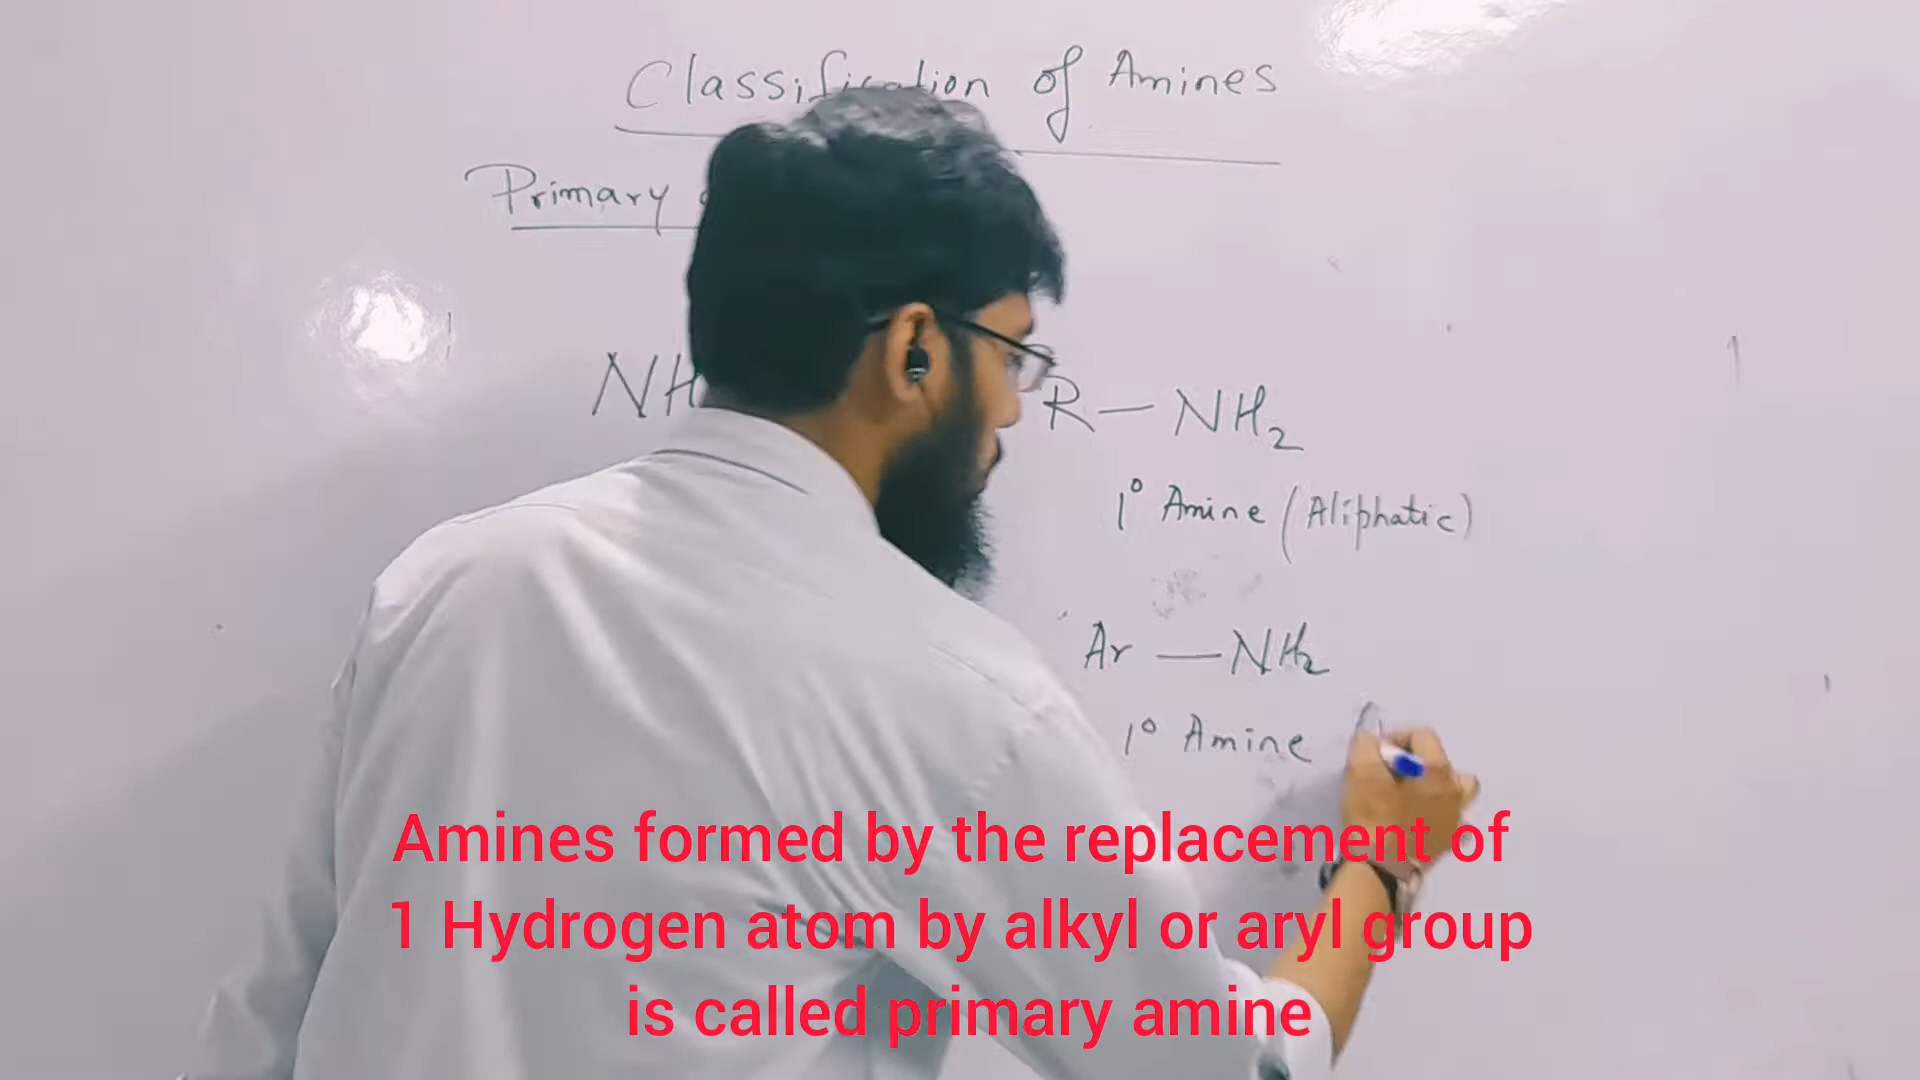 Classification of Amines
Primary
NH
R — NH₂
1° Amine (Aliphatic)
Ar — NH₂
1° Amine
Amines formed by the replacement of
1 Hydrogen atom by alkyl or aryl group
is called primary amine